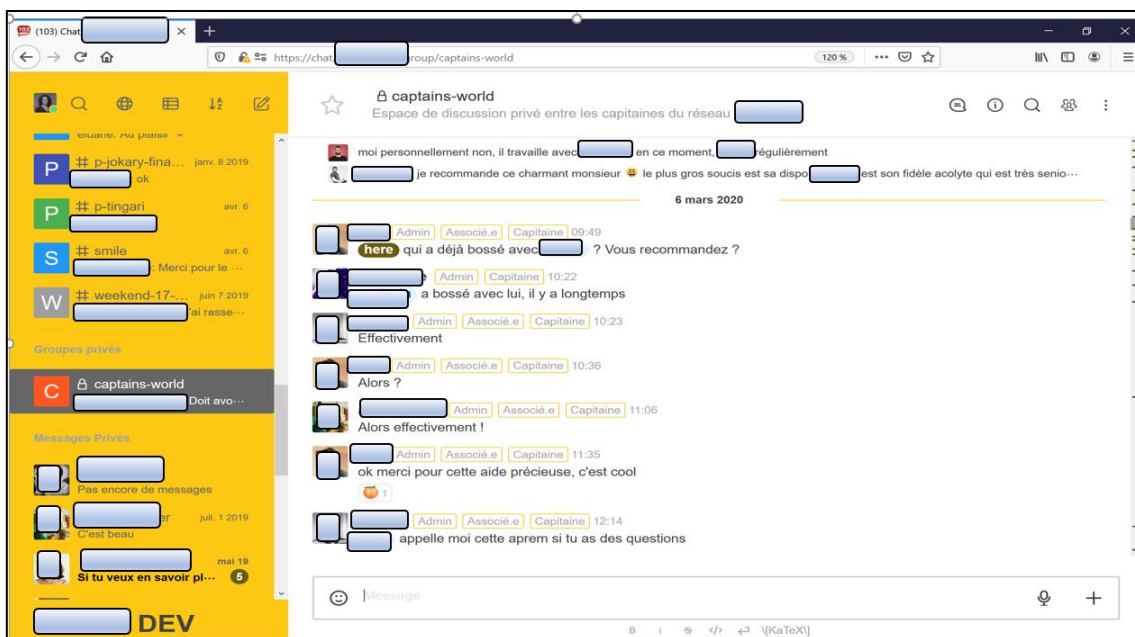 (103) Chat
https://chat. group/captains-world
120 %
eluane: Au plaisir
P
# p-jokary-fina... janv. 8 2019
ok
P
# p-tingari avr. 6
S
# smile avr. 6
: Merci pour le ...
W
# weekend-17-... juin 7 2019
'ai rasse...
Groupes privés
C
captains-world
Doit avo...
Messages Privés
Pas encore de messages
er juil. 1 2019
C'est beau
mai 19
Si tu veux en savoir pl... 5
DEV
captains-world
Espace de discussion privé entre les capitaines du réseau
moi personnellement non, il travaille avec en ce moment, régulièrement
je recommande ce charmant monsieur 😃 le plus gros soucis est sa dispo est son fidèle acolyte qui est très senio...
6 mars 2020
Admin Associé.e Capitaine 09:49
here qui a déjà bossé avec ? Vous recommandez ?
e Admin Capitaine 10:22
a bossé avec lui, il y a longtemps
Admin Associé.e Capitaine 10:23
Effectivement
Admin Associé.e Capitaine 10:36
Alors ?
Admin Associé.e Capitaine 11:06
Alors effectivement !
Admin Associé.e Capitaine 11:35
ok merci pour cette aide précieuse, c'est cool
🍑 1
Admin Associé.e Capitaine 12:14
appelle moi cette aprem si tu as des questions
Message
B i S </> \[KaTeX\]